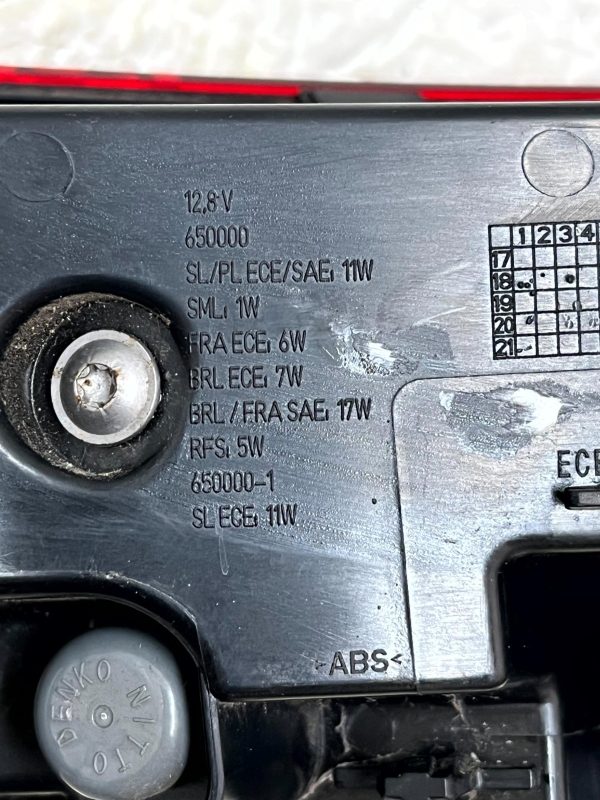 12,8 V
650000
SL/PL ECE/SAE: 11W
SML: 1W
FRA ECE: 6W
BRL ECE: 7W
BRL/FRA SAE: 17W
RFS: 5W
650000-1
SL ECE: 11W
1 2 3 4
17
18
19
20
21
ECE
>ABS<
DENKO NITTO